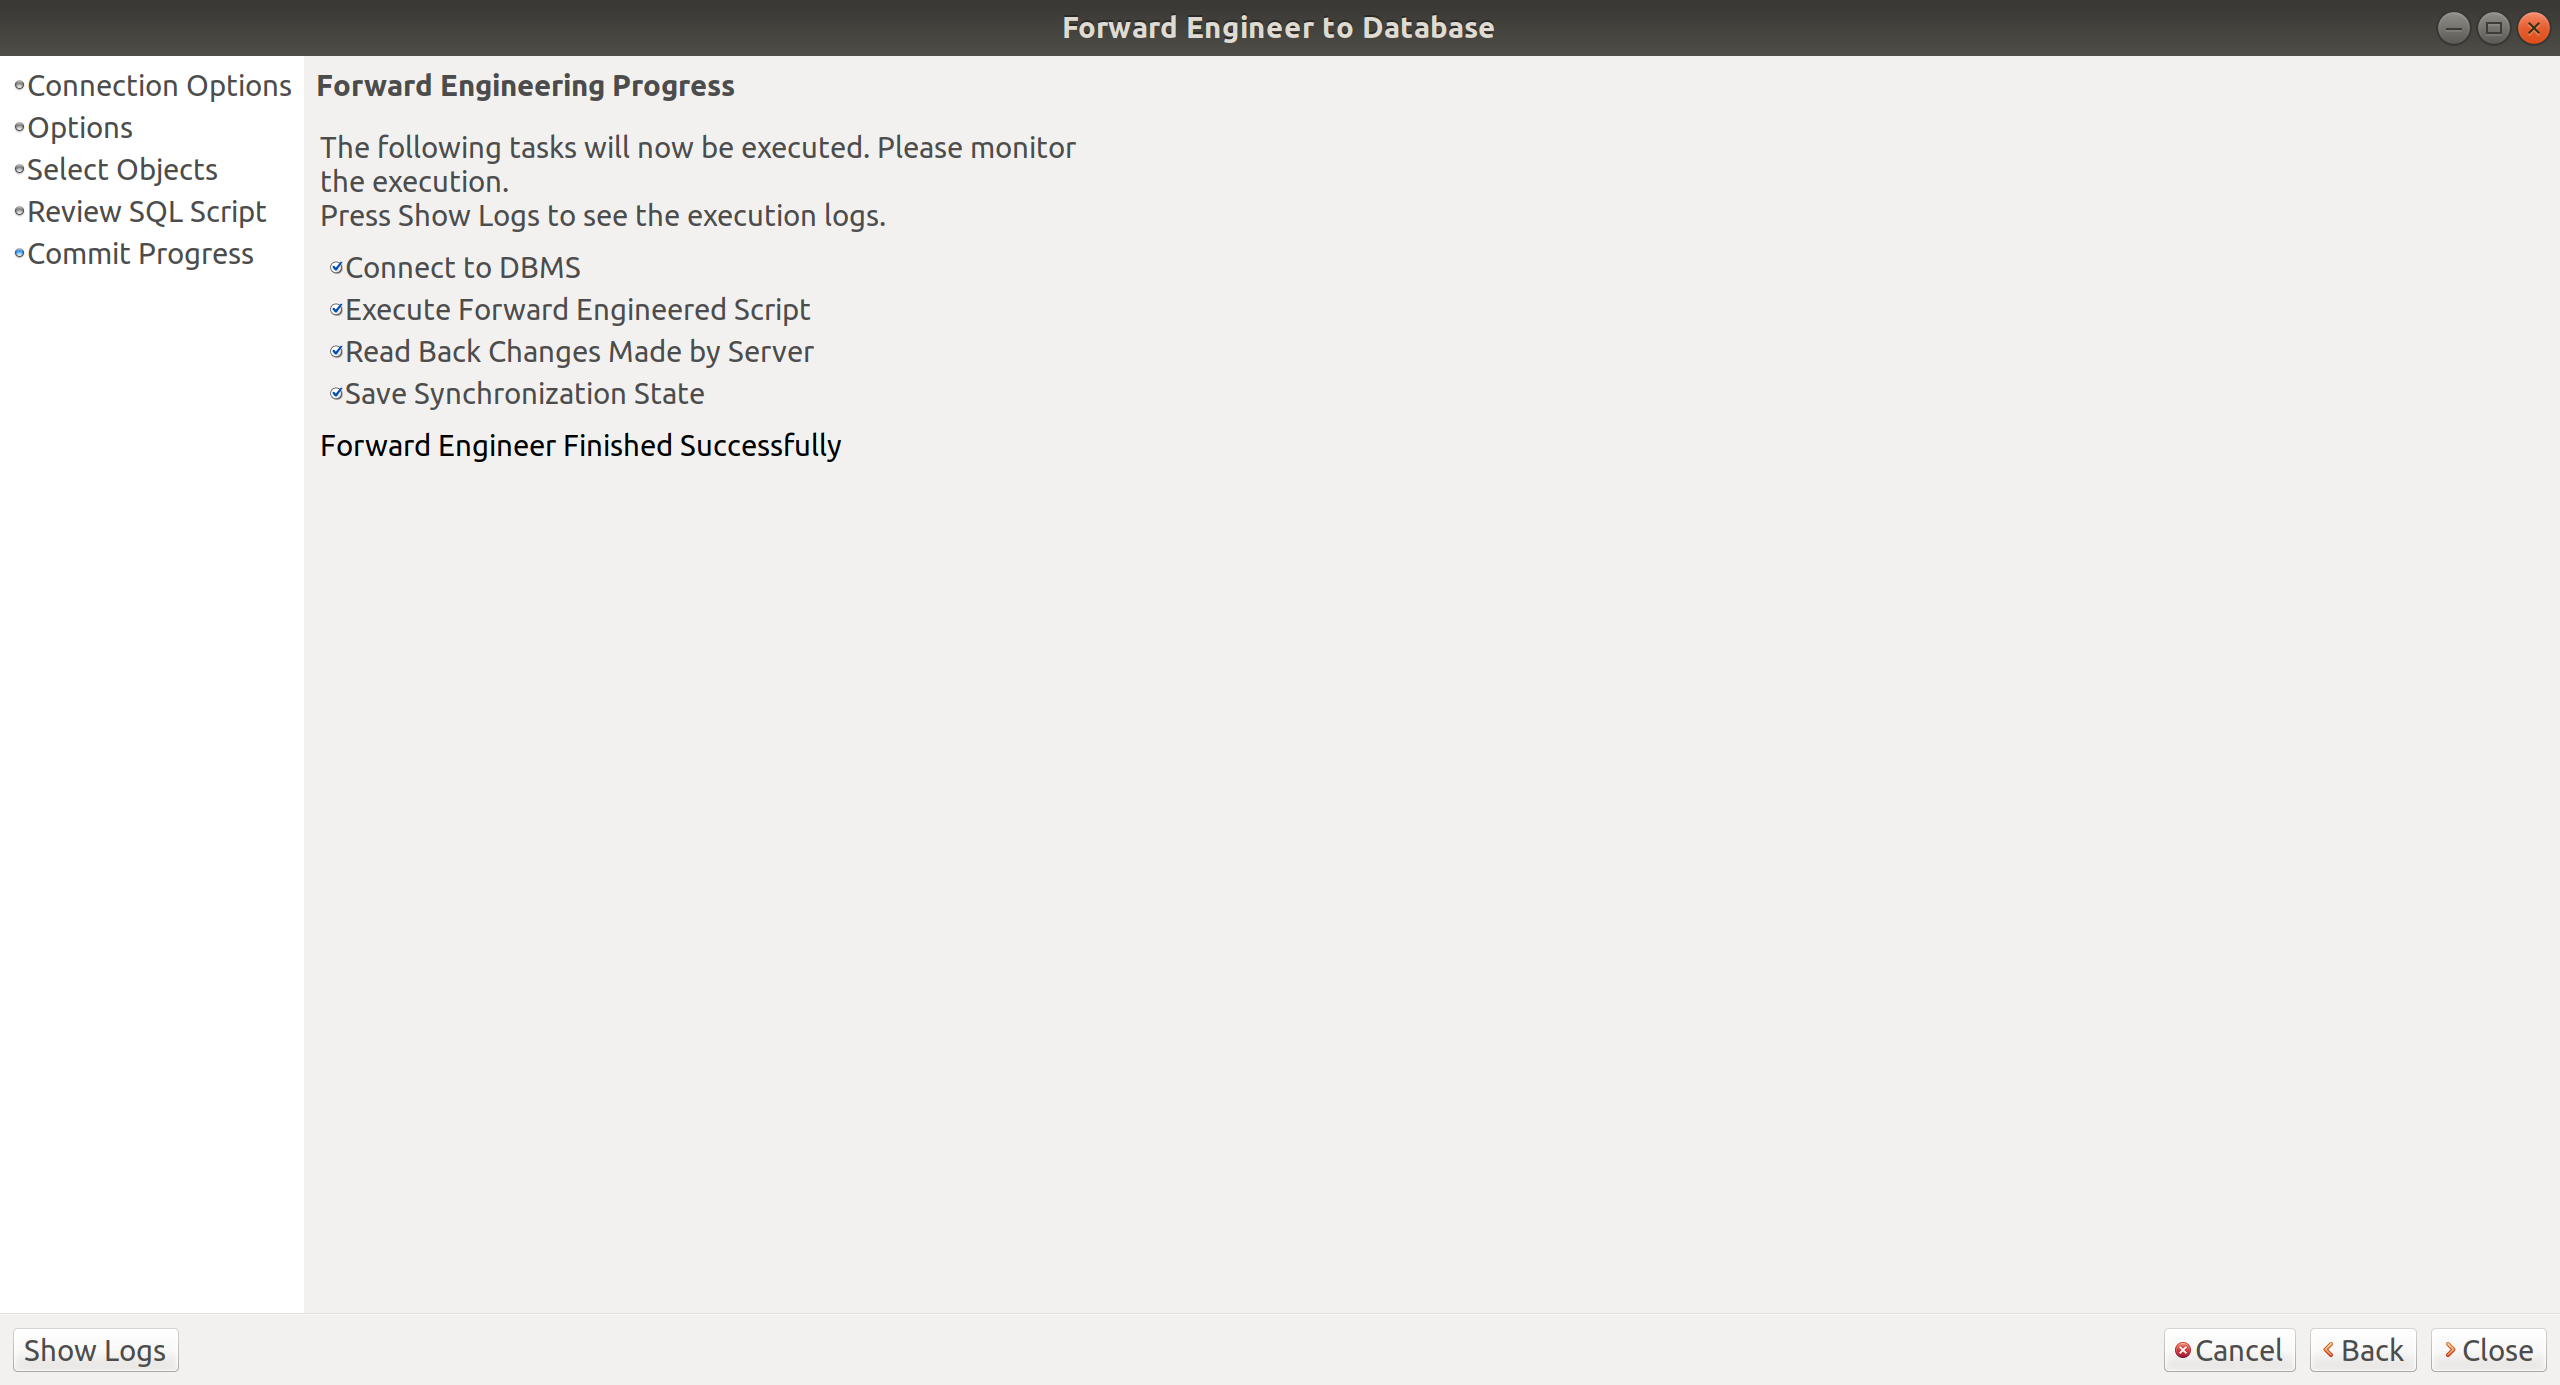 Forward Engineer to Database
Connection Options
Options
Select Objects
Review SQL Script
Commit Progress
Forward Engineering Progress
The following tasks will now be executed. Please monitor
the execution.
Press Show Logs to see the execution logs.
Connect to DBMS
Execute Forward Engineered Script
Read Back Changes Made by Server
Save Synchronization State
Forward Engineer Finished Successfully
Show Logs
Cancel
Back
Close